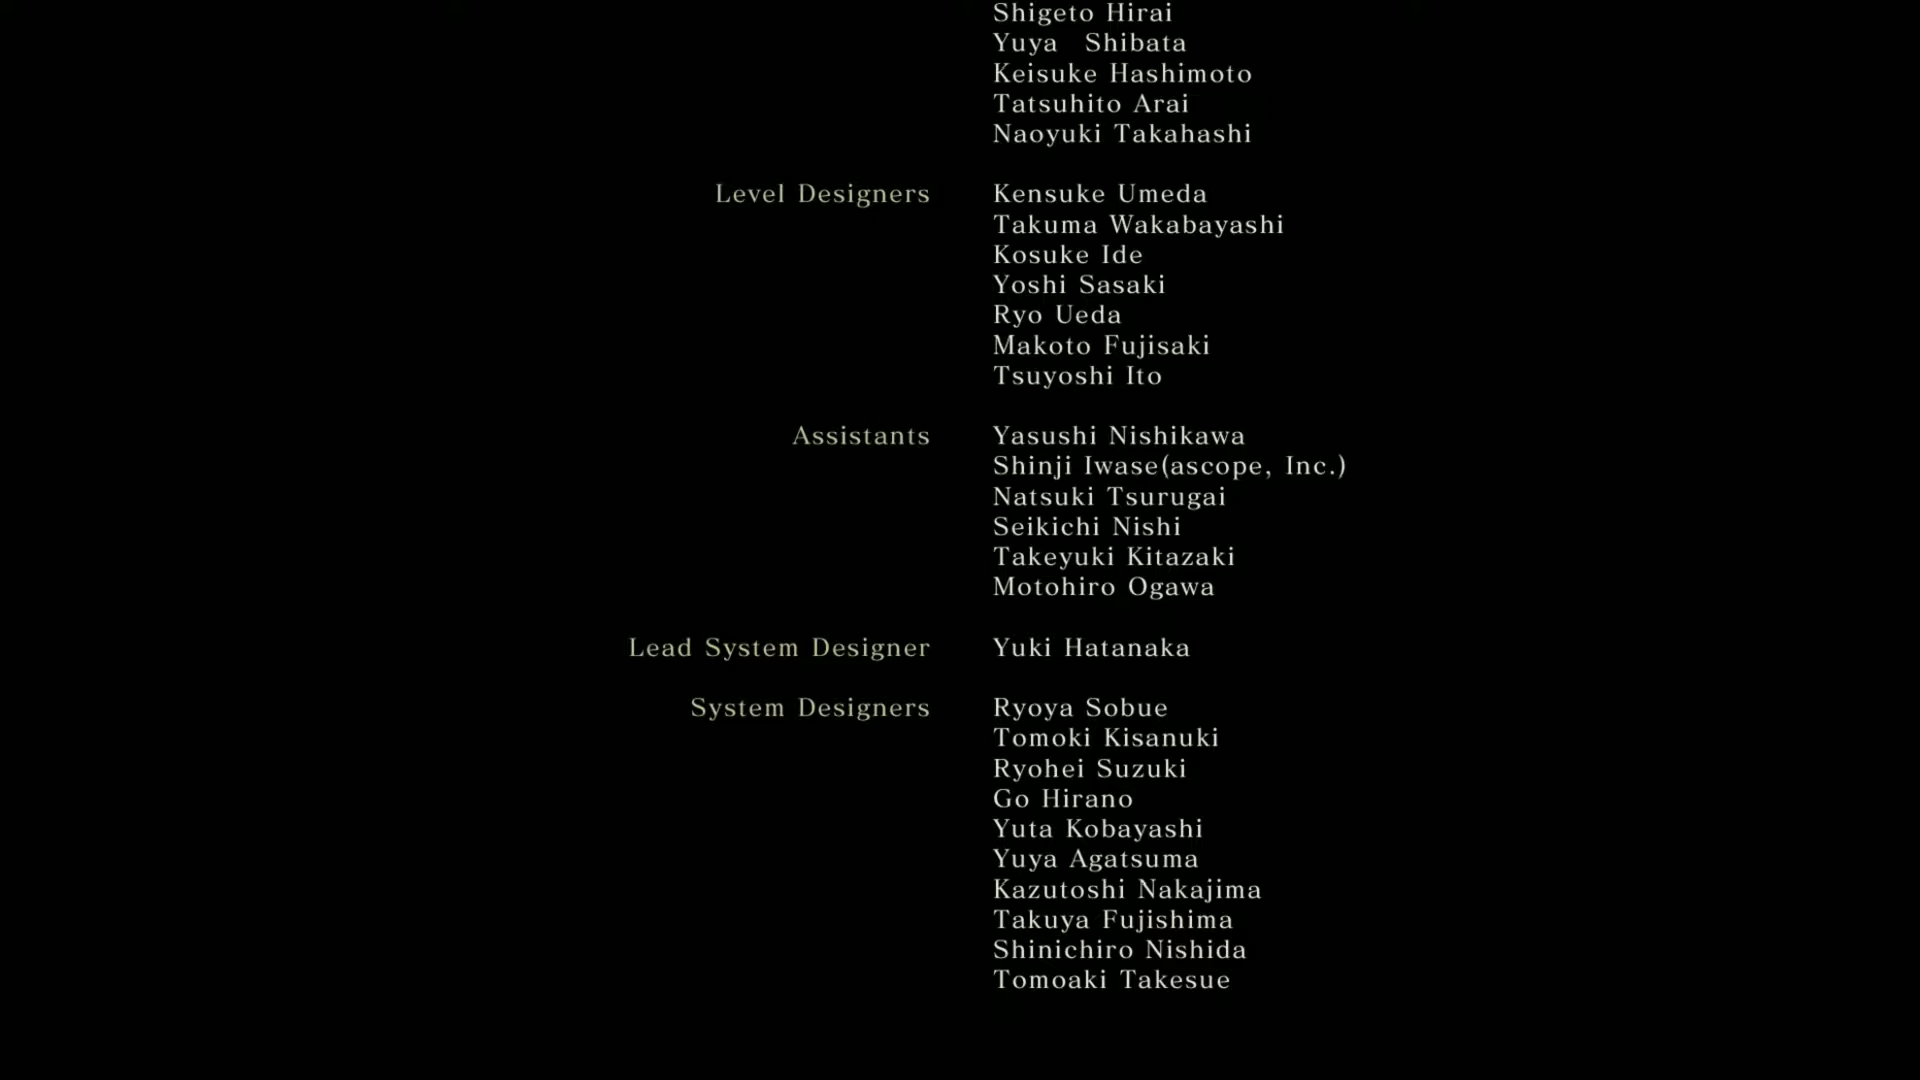 Shigeto Hirai
Yuya　Shibata
Keisuke Hashimoto
Tatsuhito Arai
Naoyuki Takahashi
Level Designers Kensuke Umeda
Takuma Wakabayashi
Kosuke Ide
Yoshi Sasaki
Ryo Ueda
Makoto Fujisaki
Tsuyoshi Ito
Assistants Yasushi Nishikawa
Shinji Iwase(ascope, Inc.)
Natsuki Tsurugai
Seikichi Nishi
Takeyuki Kitazaki
Motohiro Ogawa
Lead System Designer Yuki Hatanaka
System Designers Ryoya Sobue
Tomoki Kisanuki
Ryohei Suzuki
Go Hirano
Yuta Kobayashi
Yuya Agatsuma
Kazutoshi Nakajima
Takuya Fujishima
Shinichiro Nishida
Tomoaki Takesue